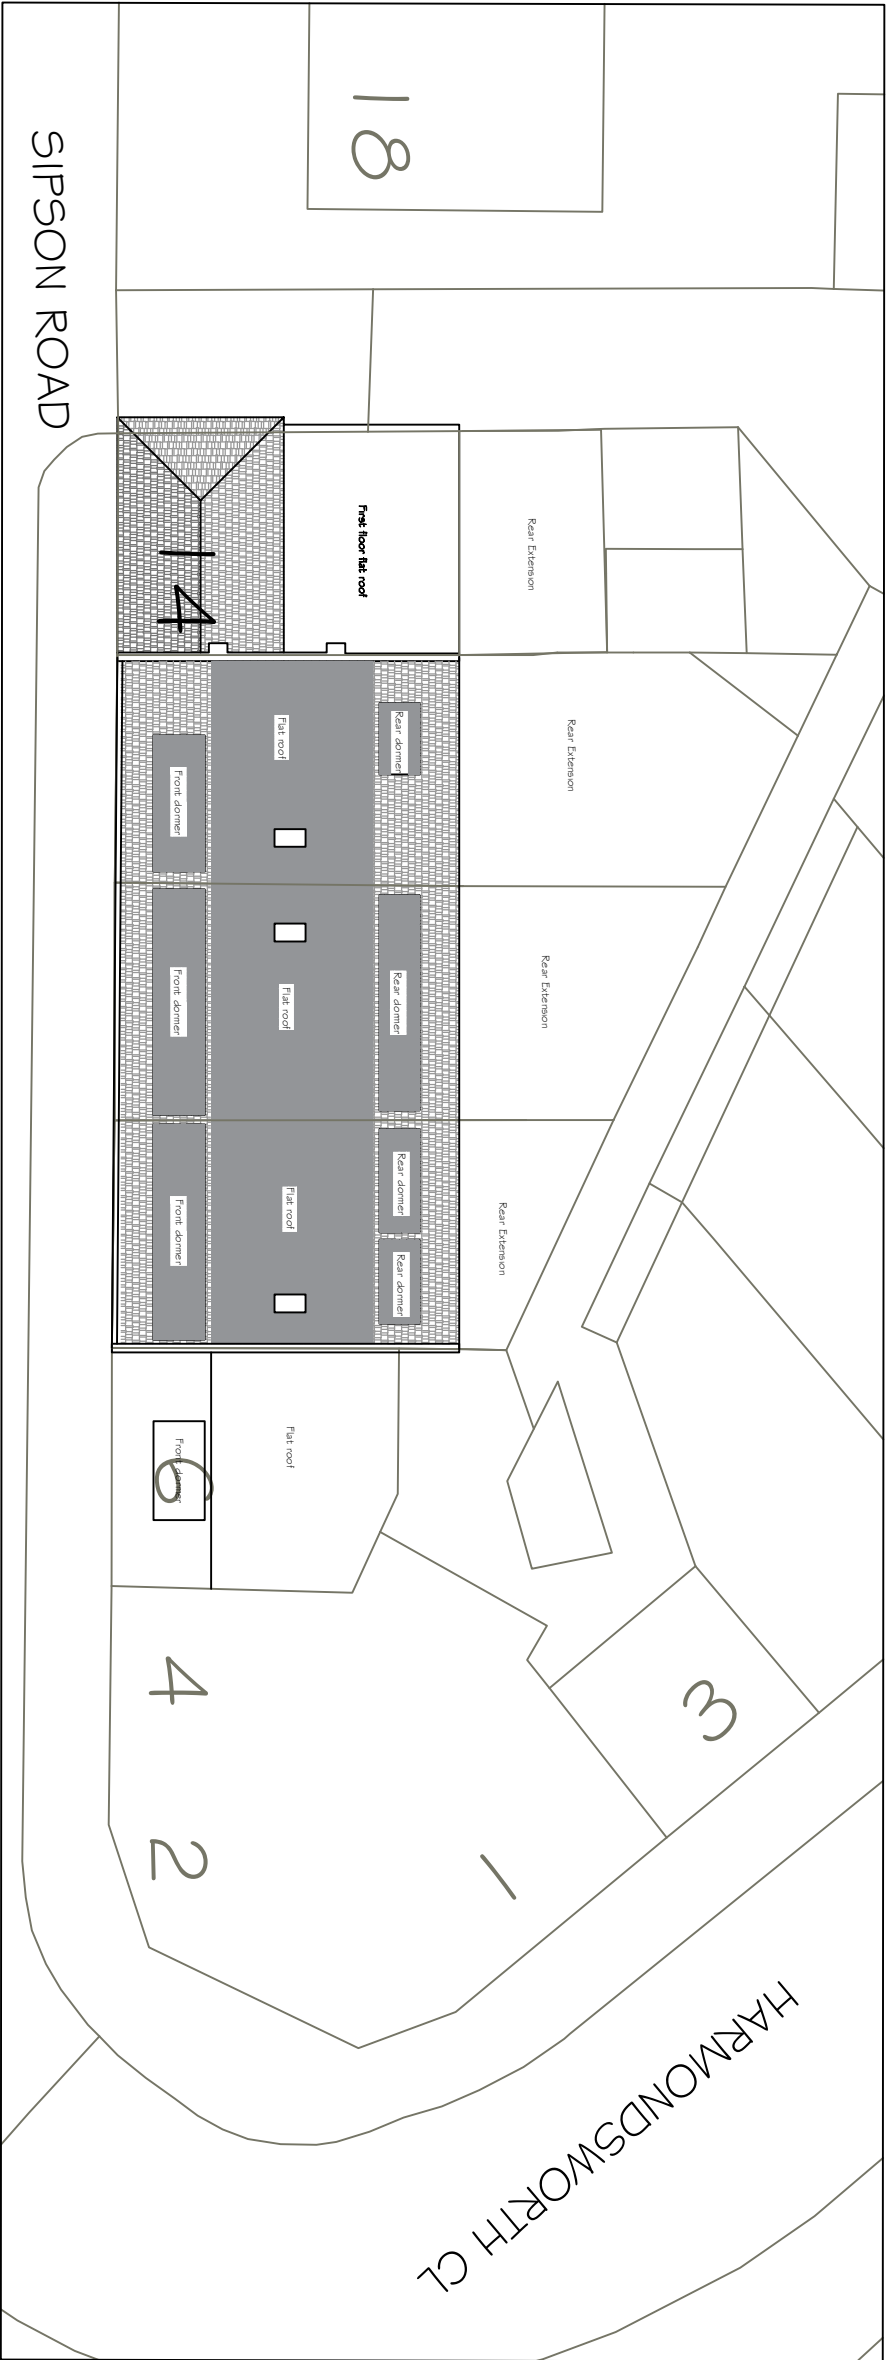 SIPSON ROAD
18
14
First floor flat roof
Rear Extension
Front dormer
Flat roof
Rear dormer
Rear Extension
Front dormer
Flat roof
Rear dormer
Rear Extension
Front dormer
Flat roof
Rear dormer
Rear dormer
Rear Extension
Front dormer
6
Flat roof
4
2
1
3
HARMONDSWORTH CL